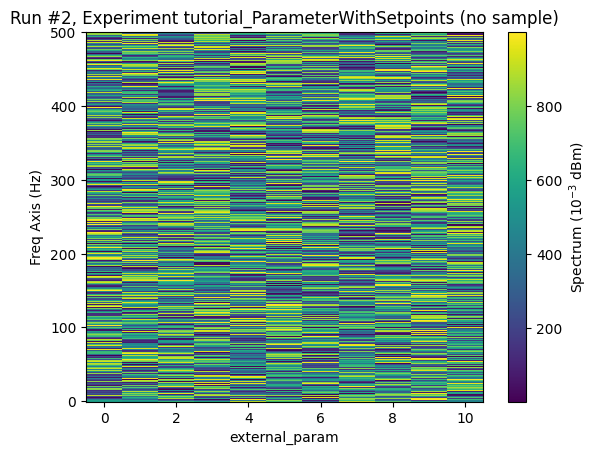 Run #2, Experiment tutorial_ParameterWithSetpoints (no sample)
500
400
300
200
100
0
Freq Axis (Hz)
0 2 4 6 8 10
external_param
800
600
400
200
Spectrum (10⁻³ dBm)